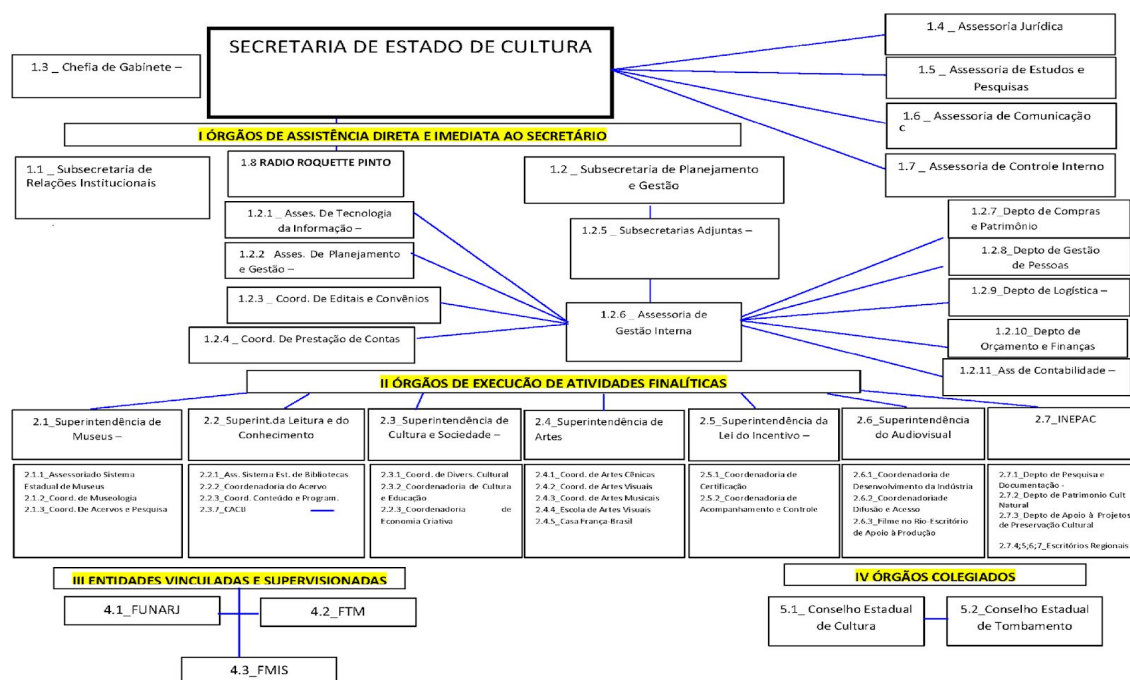 SECRETARIA DE ESTADO DE CULTURA
1.3 _ Chefia de Gabinete –
1.4 _ Assessoria Jurídica
1.5 _ Assessoria de Estudos e
Pesquisas
1.6 _ Assessoria de Comunicação
c
1.7 _ Assessoria de Controle Interno
I ÓRGÃOS DE ASSISTÊNCIA DIRETA E IMEDIATA AO SECRETÁRIO
1.1 _ Subsecretaria de
Relações Institucionais
1.8 RADIO ROQUETTE PINTO
1.2 _ Subsecretaria de Planejamento
e Gestão
1.2.1 _ Asses. De Tecnologia
da Informação –
1.2.2 Asses. De Planejamento
e Gestão –
1.2.3 _ Coord. De Editais e Convênios
1.2.4 _ Coord. De Prestação de Contas
1.2.5 _ Subsecretarias Adjuntas –
1.2.6 _ Assessoria de
Gestão Interna
1.2.7_Depto de Compras
e Patrimônio
1.2.8_Depto de Gestão
de Pessoas
1.2.9_Depto de Logística –
1.2.10_Depto de
Orçamento e Finanças
1.2.11_Ass de Contabilidade –
II ÓRGÃOS DE EXECUCÃO DE ATIVIDADES FINALÍTICAS
2.1_Superintendência de
Museus –
2.2_Superint.da Leitura e do
Conhecimento
2.3_Superintendência de
Cultura e Sociedade –
2.4_Superintendência de
Artes
2.5_Superintendência da
Lei do Incentivo –
2.6_Superintendência
do Audiovisual
2.7_INEPAC
2.1.1_Assessoriado Sistema
Estadual de Museus
2.1.2_Coord. de Museologia
2.1.3_Coord. De Acervos e Pesquisa
2.2.1_Ass. Sistema Est. de Bibliotecas
2.2.2_Coordenadoria do Acervo
2.2.3_Coord. Conteúdo e Program.
2.3.7_CACU
2.3.1_Coord. de Divers. Cultural
2.3.2_Coordenadoria de Cultura
e Educação
2.2.3_Coordenadoria de
Economia Criativa
2.4.1_Coord. de Artes Cênicas
2.4.2_Coord. de Artes Visuais
2.4.3_Coord. de Artes Musicais
2.4.4_Escola de Artes Visuais
2.4.5_Casa França-Brasil
2.5.1_Coordenadoria de
Certificação
2.5.2_Coordenadoria de
Acompanhamento e Controle
2.6.1_Coordenadoria de
Desenvolvimento da Indústria
2.6.2_Coordenadoriade
Difusão e Acesso
2.6.3_Filme no Rio-Escritório
de Apoio à Produção
2.7.1_Depto de Pesquisa e
Documentação -
2.7.2_Depto de Patrimonio Cult
Natural
2.7.3_Depto de Apoio à Projetos
de Preservação Cultural
2.7.4;5;6;7_Escritórios Regionais
III ENTIDADES VINCULADAS E SUPERVISIONADAS
4.1_FUNARJ
4.2_FTM
4.3_FMIS
IV ÓRGÃOS COLEGIADOS
5.1_ Conselho Estadual
de Cultura
5.2_Conselho Estadual
de Tombamento